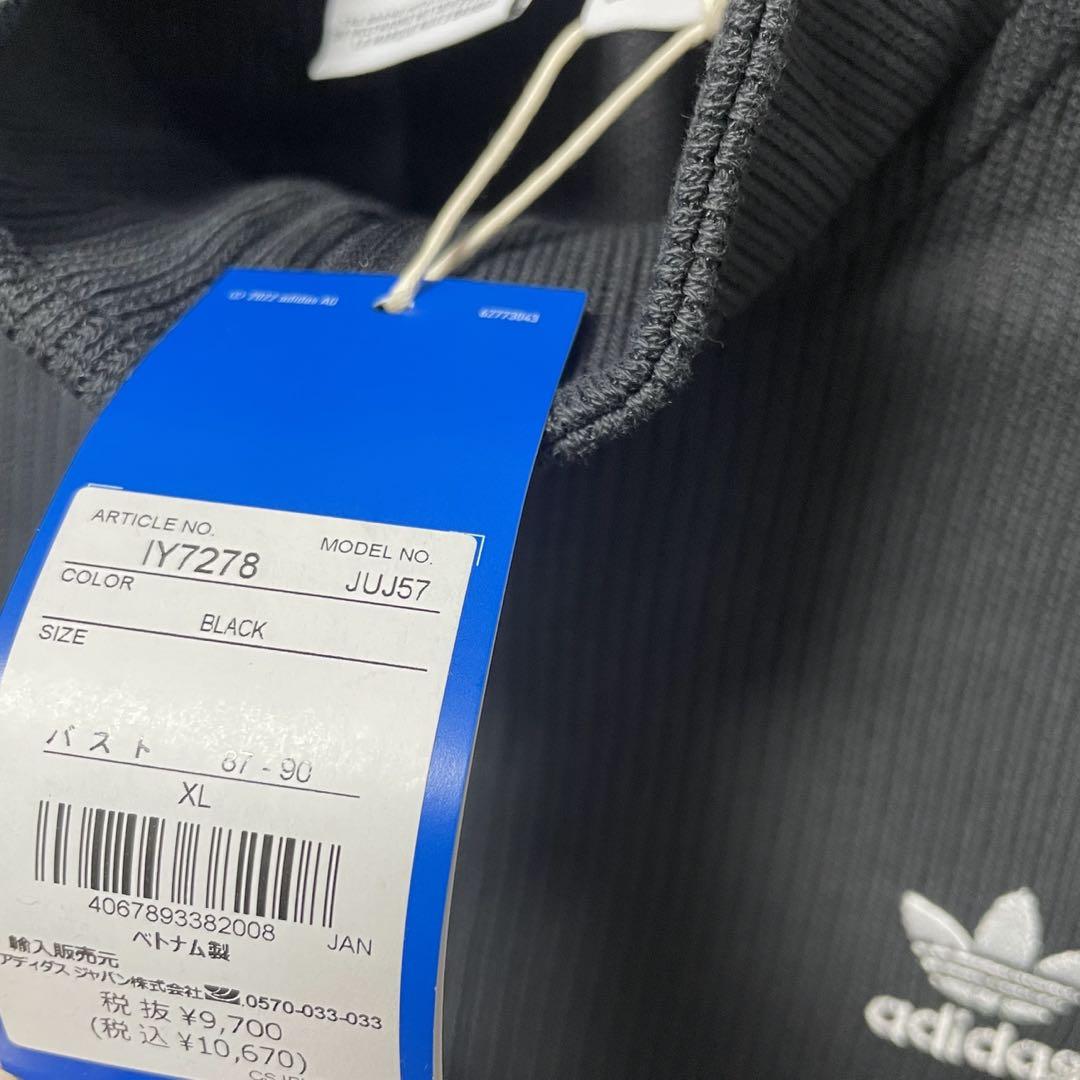 © 2022 adidas AG
62773043
ARTICLE NO.
MODEL NO.
IY7278
JUJ57
COLOR
BLACK
SIZE
バスト 87 - 90
XL
4067893382008
JAN
ベトナム製
輸入販売元
アディダス ジャパン株式会社 0570-033-033
税 抜 ¥9,700
(税 込 ¥10,670)
adidas